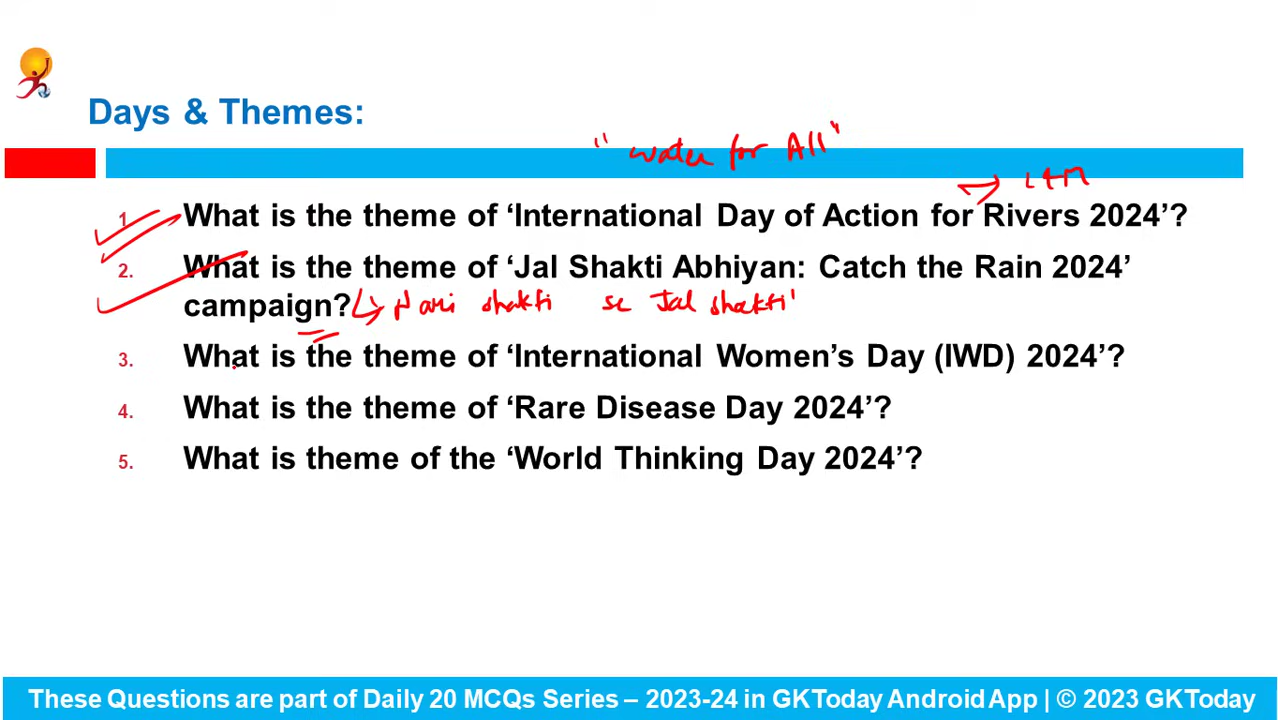 Days & Themes:
" water for All "
14 M
1. What is the theme of ‘International Day of Action for Rivers 2024’?
2. What is the theme of ‘Jal Shakti Abhiyan: Catch the Rain 2024’
campaign? Nari shakti se Jal shakti'
3. What is the theme of ‘International Women’s Day (IWD) 2024’?
4. What is the theme of ‘Rare Disease Day 2024’?
5. What is theme of the ‘World Thinking Day 2024’?
These Questions are part of Daily 20 MCQs Series – 2023-24 in GKToday Android App | © 2023 GKToday